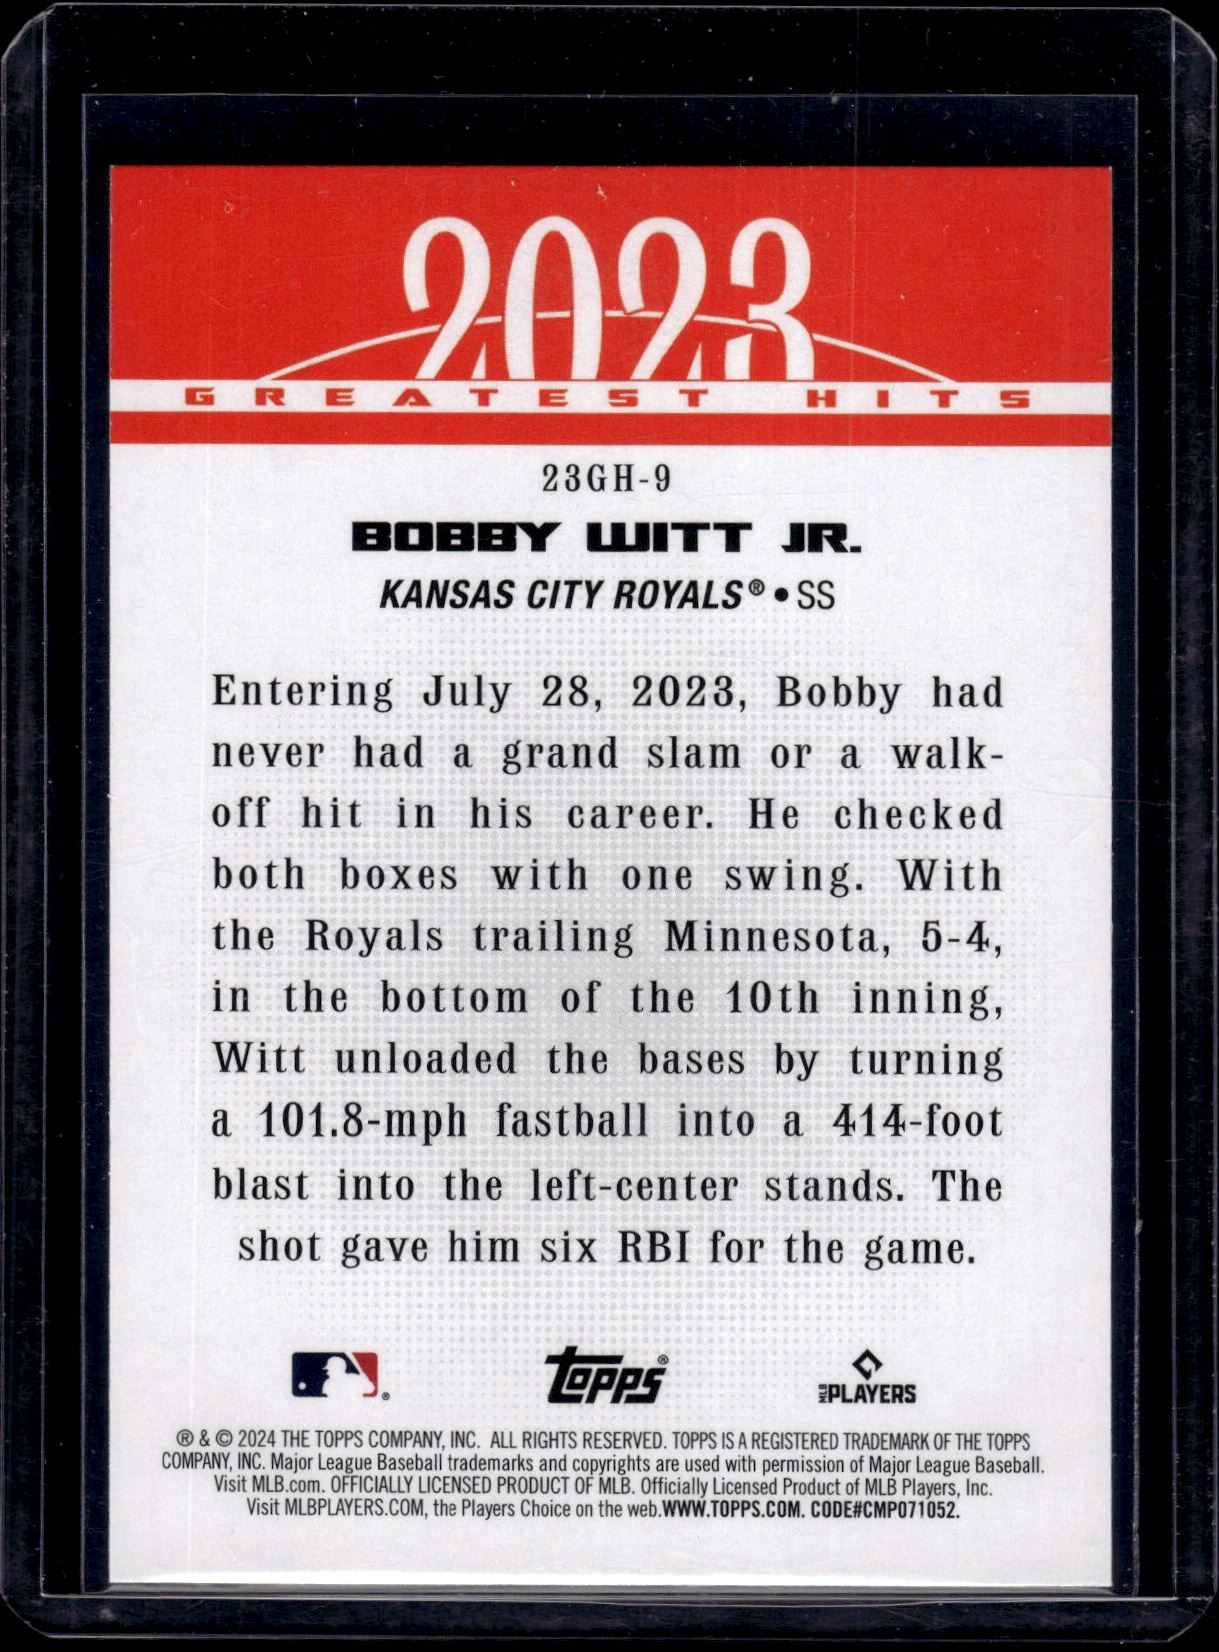 2023
GREATEST HITS
23GH-9
BOBBY WITT JR.
KANSAS CITY ROYALS® • SS
Entering July 28, 2023, Bobby had
never had a grand slam or a walk-
off hit in his career. He checked
both boxes with one swing. With
the Royals trailing Minnesota, 5-4,
in the bottom of the 10th inning,
Witt unloaded the bases by turning
a 101.8-mph fastball into a 414-foot
blast into the left-center stands. The
shot gave him six RBI for the game.
®
topps®
MLB PLAYERS
® & © 2024 THE TOPPS COMPANY, INC. ALL RIGHTS RESERVED. TOPPS IS A REGISTERED TRADEMARK OF THE TOPPS
COMPANY, INC. Major League Baseball trademarks and copyrights are used with permission of Major League Baseball.
Visit MLB.com. OFFICIALLY LICENSED PRODUCT OF MLB. Officially Licensed Product of MLB Players, Inc.
Visit MLBPLAYERS.COM, the Players Choice on the web.WWW.TOPPS.COM. CODE#CMP071052.